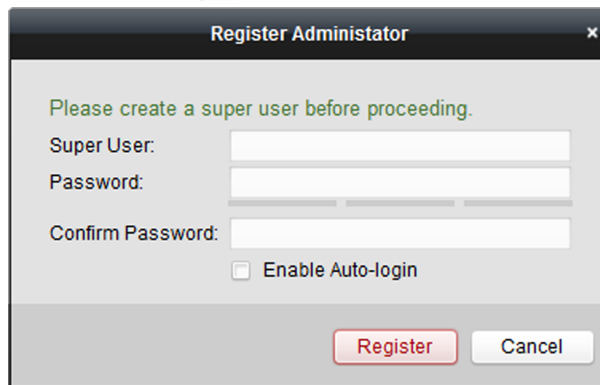 Register Administator
×
Please create a super user before proceeding.
Super User:
Password:
Confirm Password:
Enable Auto-login
Register Cancel